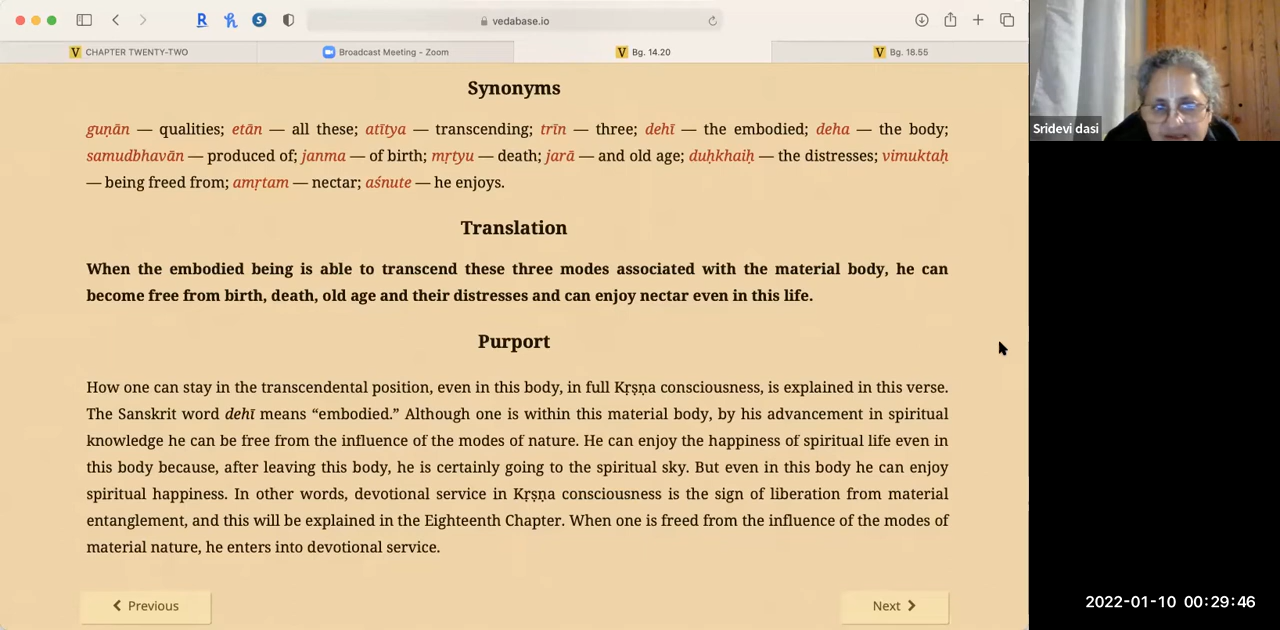 vedabase.io
CHAPTER TWENTY-TWO
Broadcast Meeting - Zoom
Bg. 14.20
Bg. 18.55
Synonyms
guṇān — qualities; etān — all these; atītya — transcending; trīn — three; dehī — the embodied; deha — the body;
samudbhavān — produced of; janma — of birth; mṛtyu — death; jarā — and old age; duḥkhaiḥ — the distresses; vimuktaḥ
— being freed from; amṛtam — nectar; aśnute — he enjoys.
Translation
When the embodied being is able to transcend these three modes associated with the material body, he can
become free from birth, death, old age and their distresses and can enjoy nectar even in this life.
Purport
How one can stay in the transcendental position, even in this body, in full Kṛṣṇa consciousness, is explained in this verse.
The Sanskrit word dehī means “embodied.” Although one is within this material body, by his advancement in spiritual
knowledge he can be free from the influence of the modes of nature. He can enjoy the happiness of spiritual life even in
this body because, after leaving this body, he is certainly going to the spiritual sky. But even in this body he can enjoy
spiritual happiness. In other words, devotional service in Kṛṣṇa consciousness is the sign of liberation from material
entanglement, and this will be explained in the Eighteenth Chapter. When one is freed from the influence of the modes of
material nature, he enters into devotional service.
Previous
Next
Sridevi dasi
2022-01-10 00:29:46